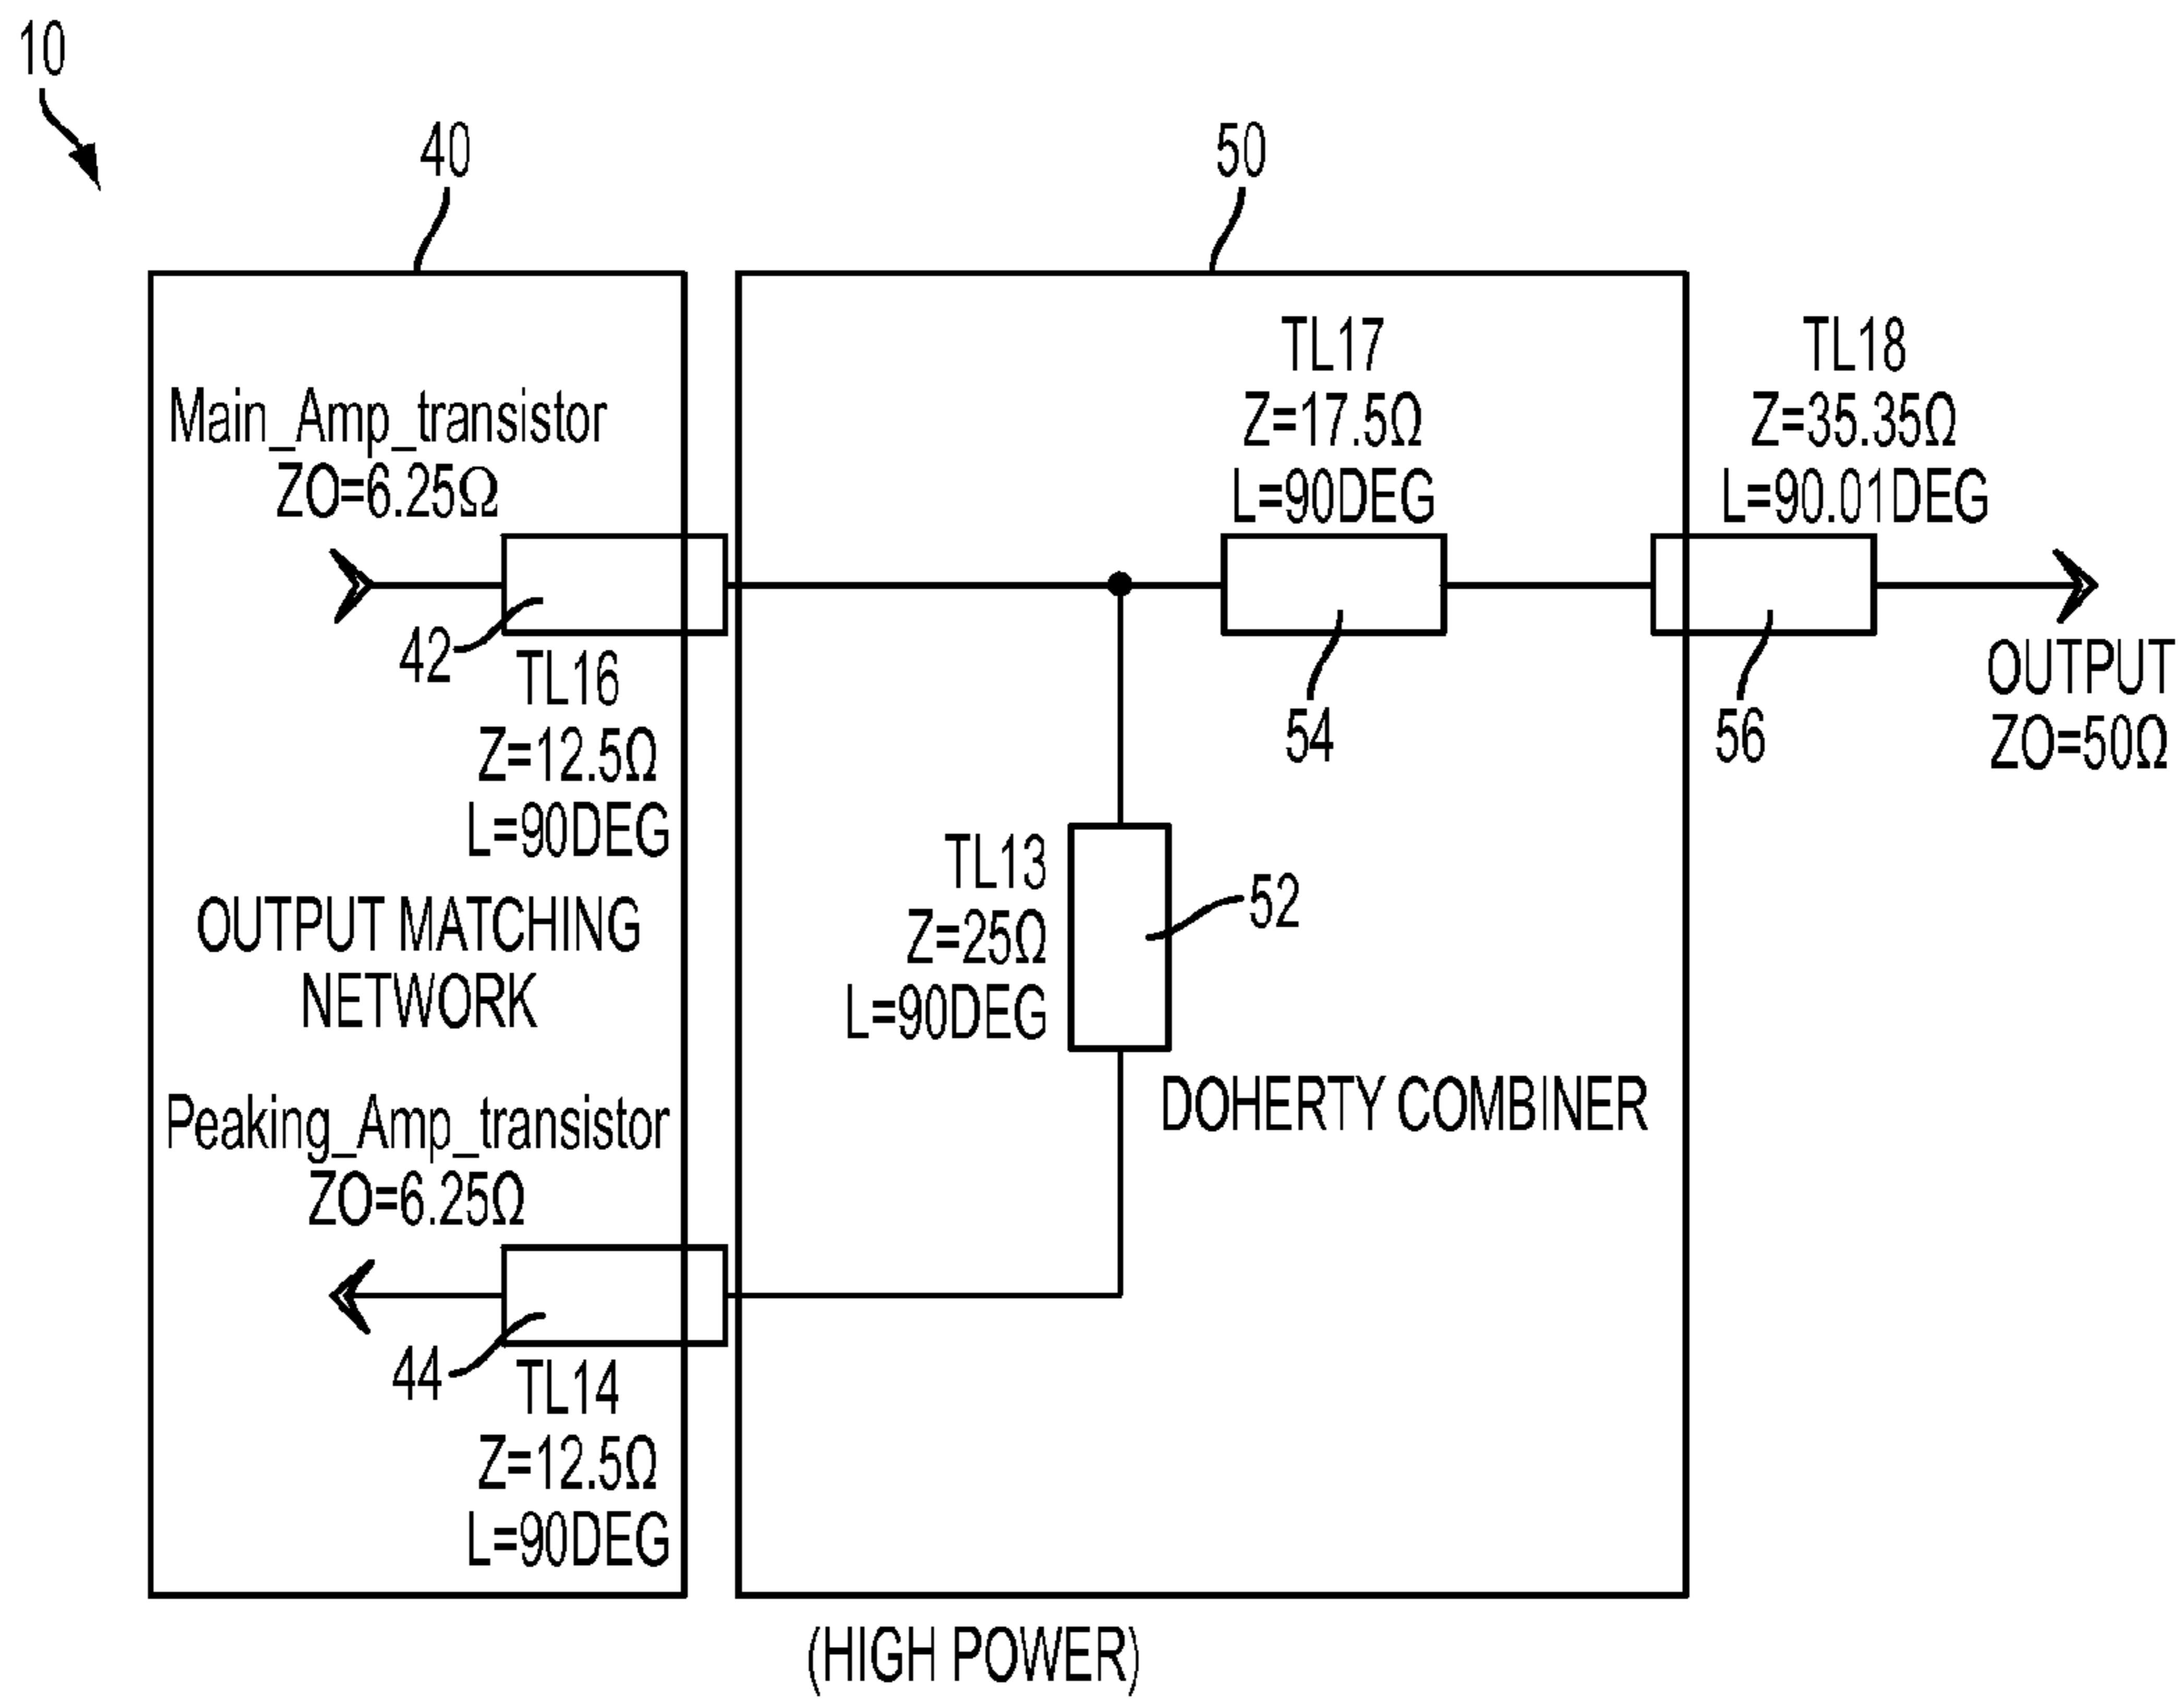 10
40
50
TL17
Z=17.5Ω
L=90DEG
TL18
Z=35.35Ω
L=90.01DEG
Main_Amp_transistor
ZO=6.25Ω
42
TL16
Z=12.5Ω
L=90DEG
54
56
OUTPUT
ZO=50Ω
TL13
Z=25Ω
L=90DEG
52
OUTPUT MATCHING
NETWORK
DOHERTY COMBINER
Peaking_Amp_transistor
ZO=6.25Ω
44
TL14
Z=12.5Ω
L=90DEG
(HIGH POWER)